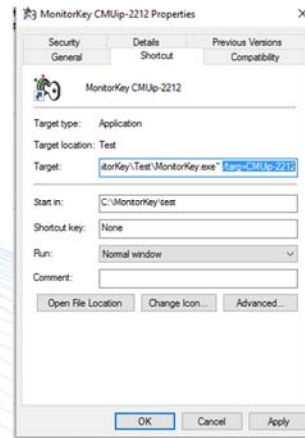 MonitorKey CMUip-2212 Properties
Security Details Previous Versions
General Shortcut Compatibility
MonitorKey CMUip-2212
Target type: Application
Target location: Test
Target: itorKey\Test\MonitorKey.exe" /targ=CMUip-2212
Start in: C:\MonitorKey\test
Shortcut key: None
Run: Normal window
Comment:
Open File Location Change Icon... Advanced...
OK Cancel Apply